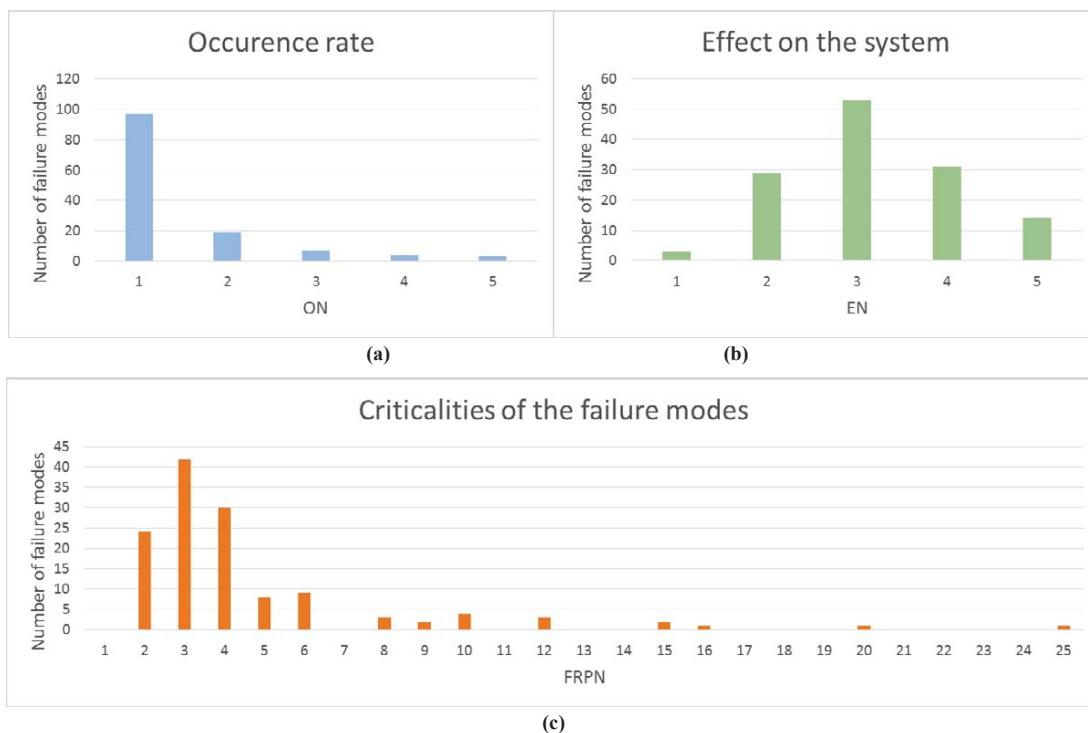 Occurence rate
Number of failure modes
120
100
80
60
40
20
0
1 2 3 4 5
ON
Effect on the system
Number of failure modes
60
50
40
30
20
10
0
1 2 3 4 5
EN
(a)
(b)
Criticalities of the failure modes
Number of failure modes
45
40
35
30
25
20
15
10
5
0
1 2 3 4 5 6 7 8 9 10 11 12 13 14 15 16 17 18 19 20 21 22 23 24 25
FRPN
(c)